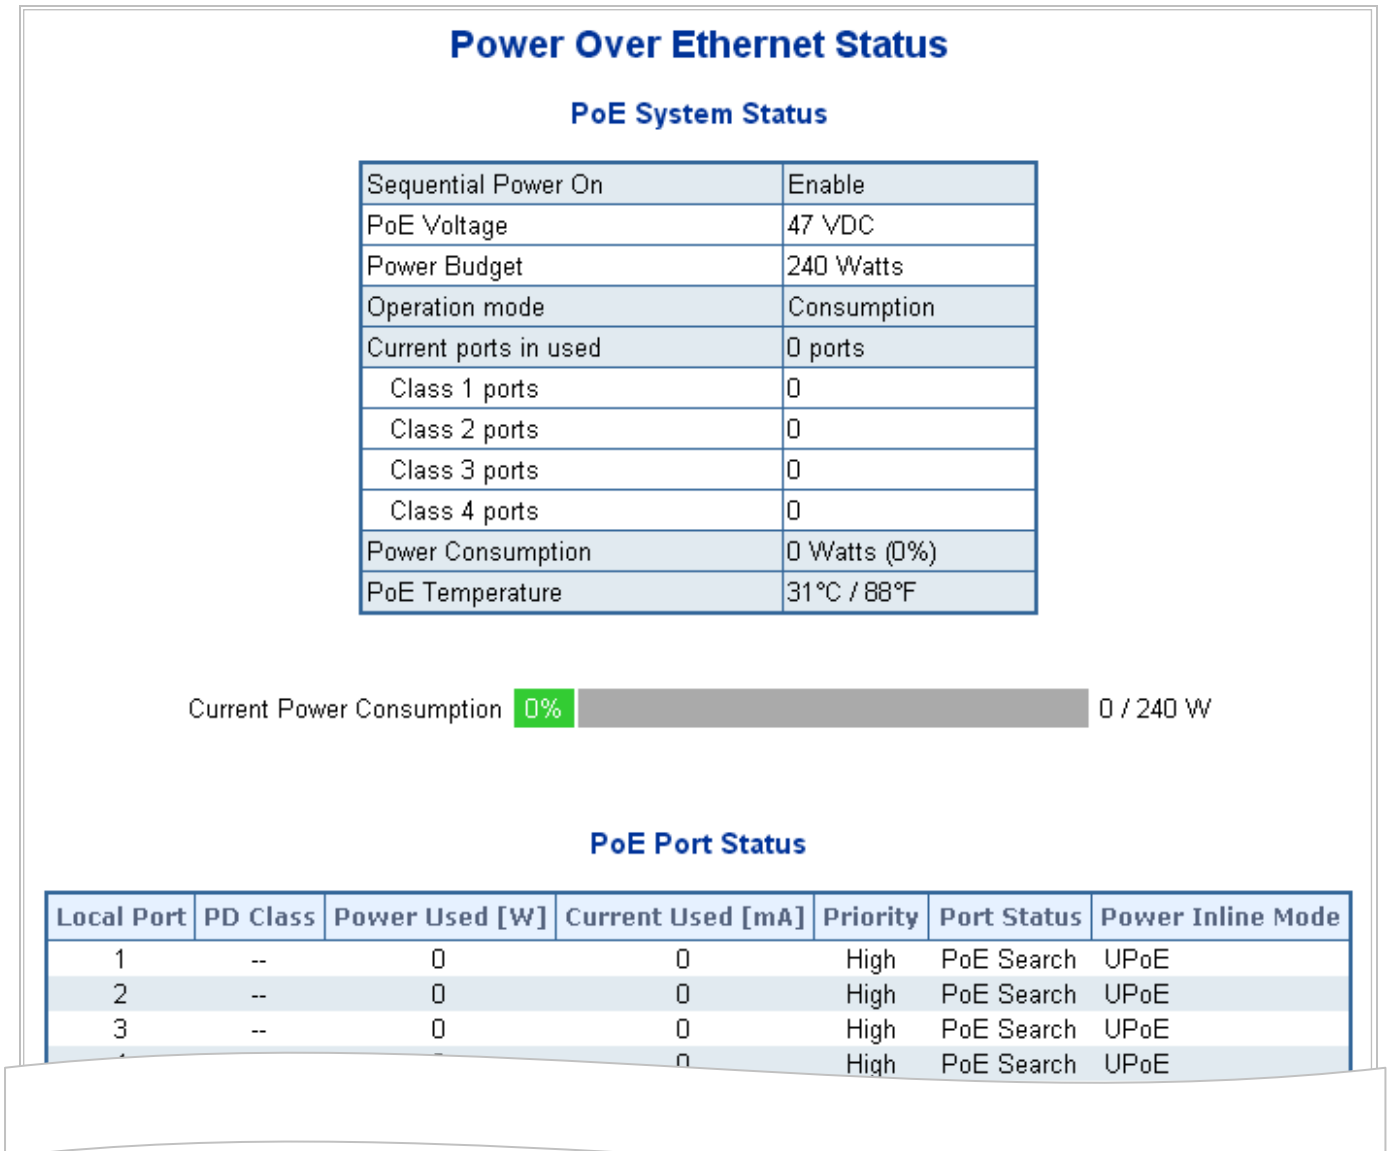 Power Over Ethernet Status
PoE System Status
Sequential Power On Enable
PoE Voltage 47 VDC
Power Budget 240 Watts
Operation mode Consumption
Current ports in used 0 ports
Class 1 ports 0
Class 2 ports 0
Class 3 ports 0
Class 4 ports 0
Power Consumption 0 Watts (0%)
PoE Temperature 31°C / 88°F
Current Power Consumption 0% 0 / 240 W
PoE Port Status
Local Port PD Class Power Used [W] Current Used [mA] Priority Port Status Power Inline Mode
1 -- 0 0 High PoE Search UPoE
2 -- 0 0 High PoE Search UPoE
3 -- 0 0 High PoE Search UPoE
0 High PoE Search UPoE